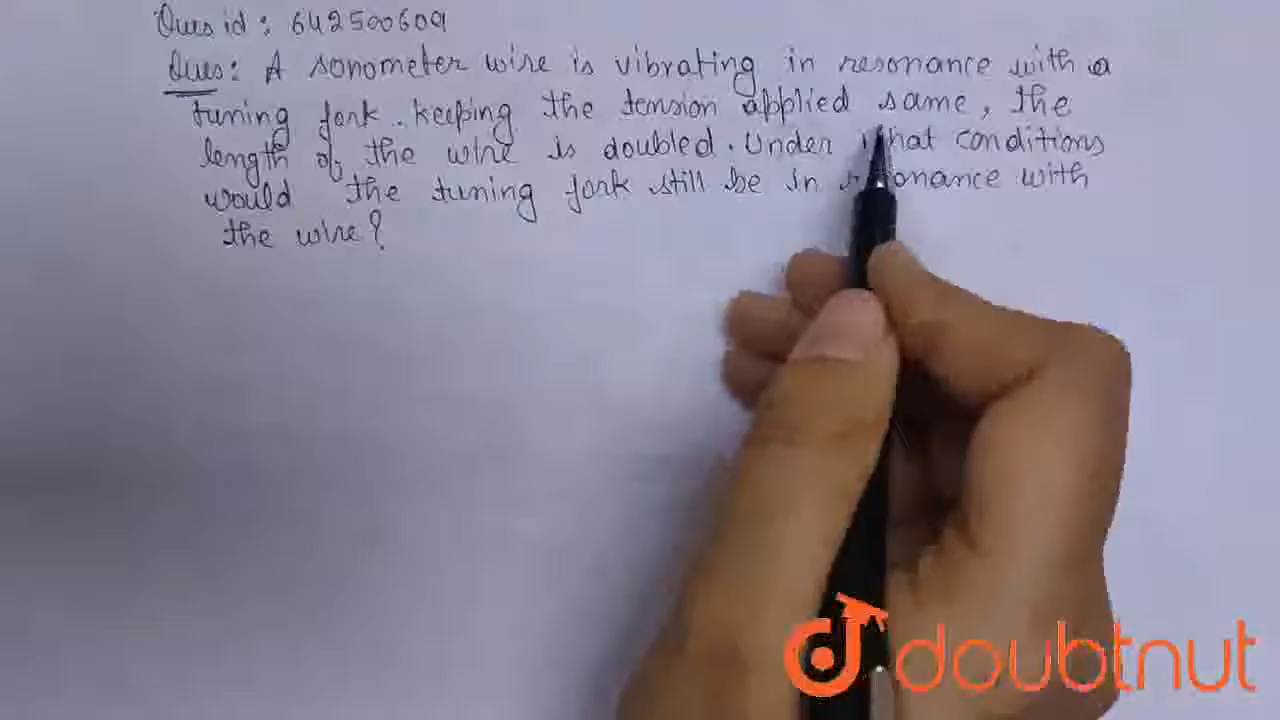 Ques id : 642500609
Ques : A sonometer wire is vibrating in resonance with a
tuning fork . keeping the tension applied same , the
length of the wire is doubled . Under what conditions
would the tuning fork still be in resonance with
the wire ?
doubtnut